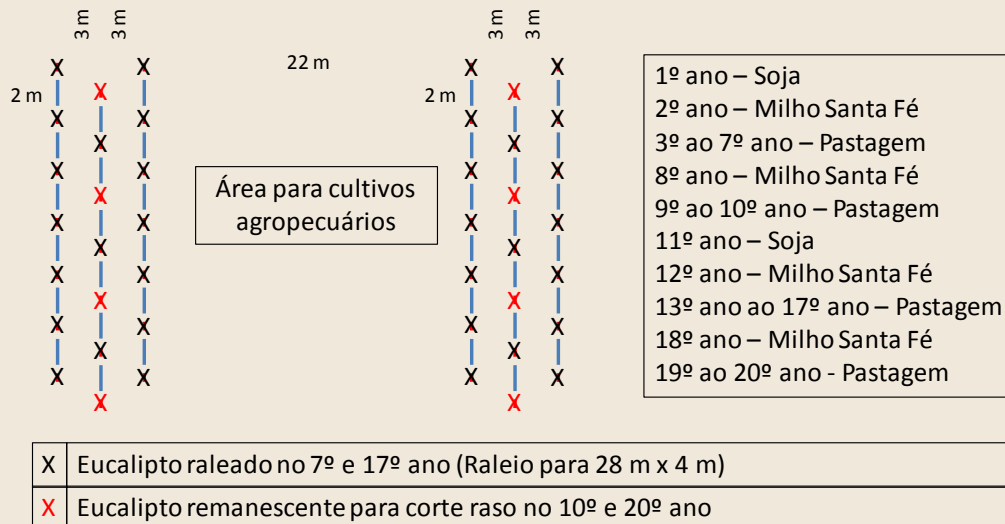 3 m 3 m 3 m 3 m
22 m
2 m 2 m
X X X X
X X
X X X X
X X
X X X X
X X
X X X X
X X
X X X X
X X
X X X X
X X
X X X X
X X
Área para cultivos
agropecuários
1º ano – Soja
2º ano – Milho Santa Fé
3º ao 7º ano – Pastagem
8º ano – Milho Santa Fé
9º ao 10º ano – Pastagem
11º ano – Soja
12º ano – Milho Santa Fé
13º ano ao 17º ano – Pastagem
18º ano – Milho Santa Fé
19º ao 20º ano - Pastagem
X Eucalipto raleado no 7º e 17º ano (Raleio para 28 m x 4 m)
X Eucalipto remanescente para corte raso no 10º e 20º ano